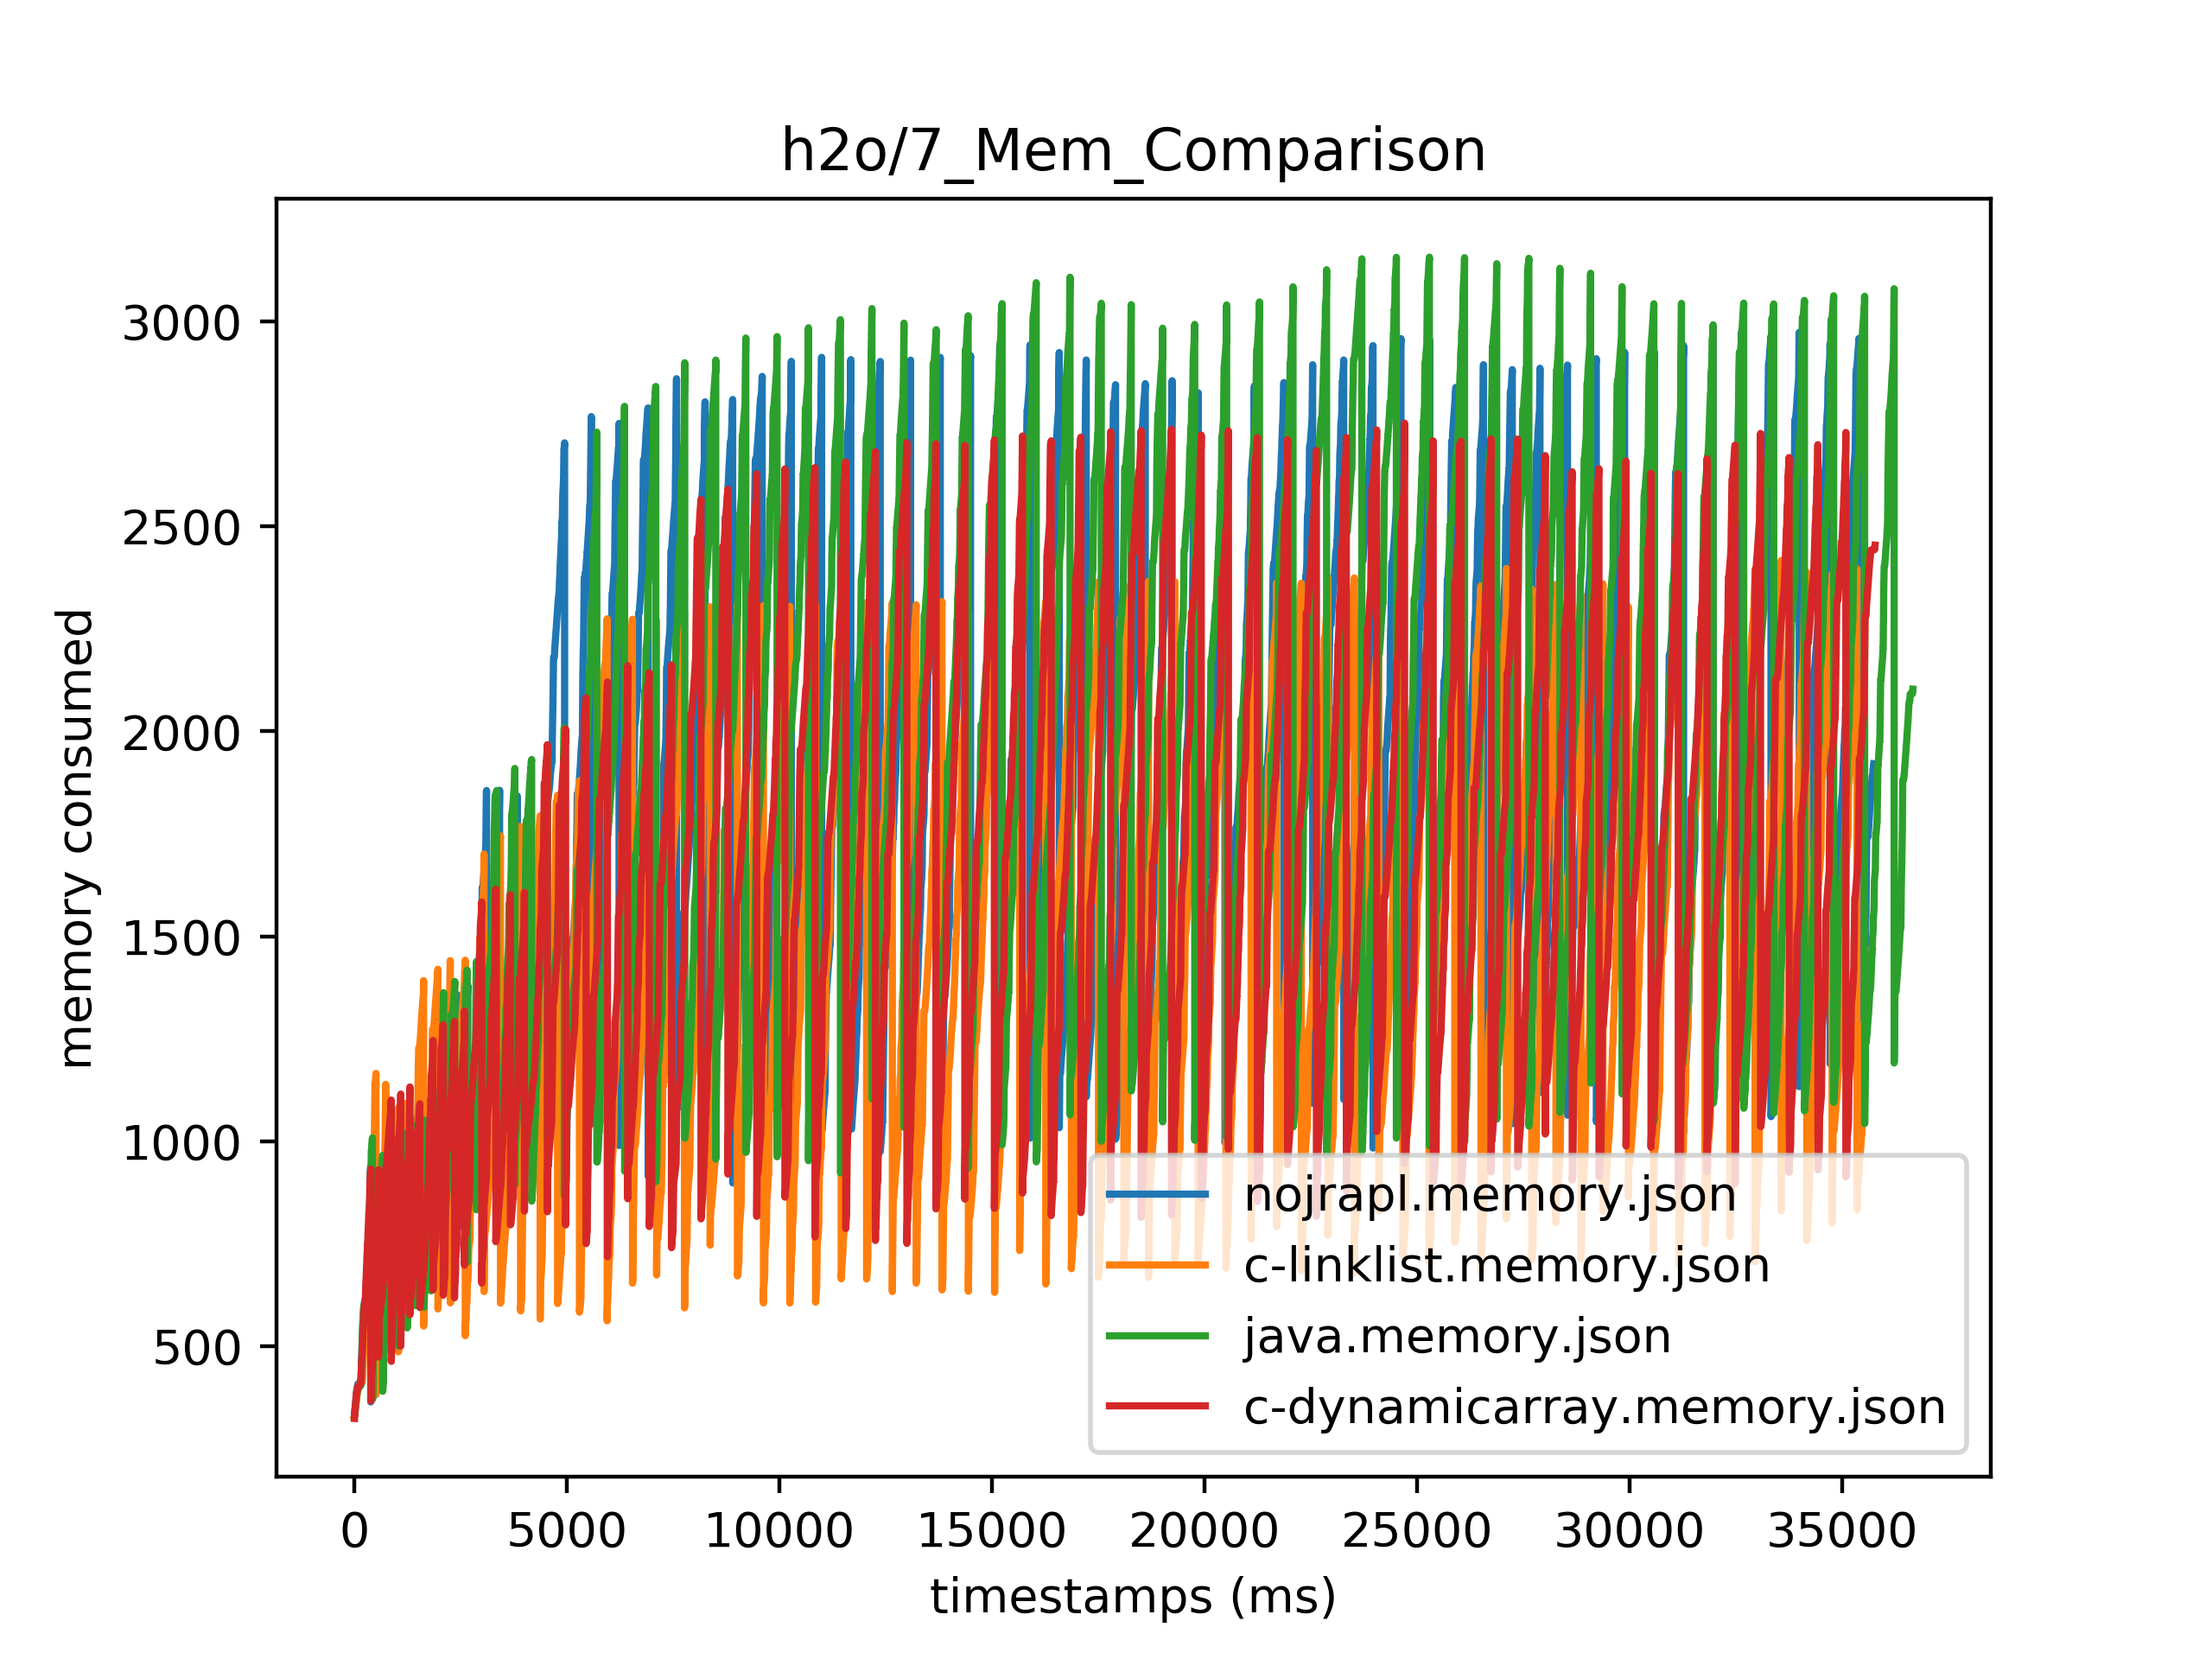 h2o/7_Mem_Comparison
memory consumed
3000
2500
2000
1500
1000
500
nojrapl.memory.json
c-linklist.memory.json
java.memory.json
c-dynamicarray.memory.json
0 5000 10000 15000 20000 25000 30000 35000
timestamps (ms)